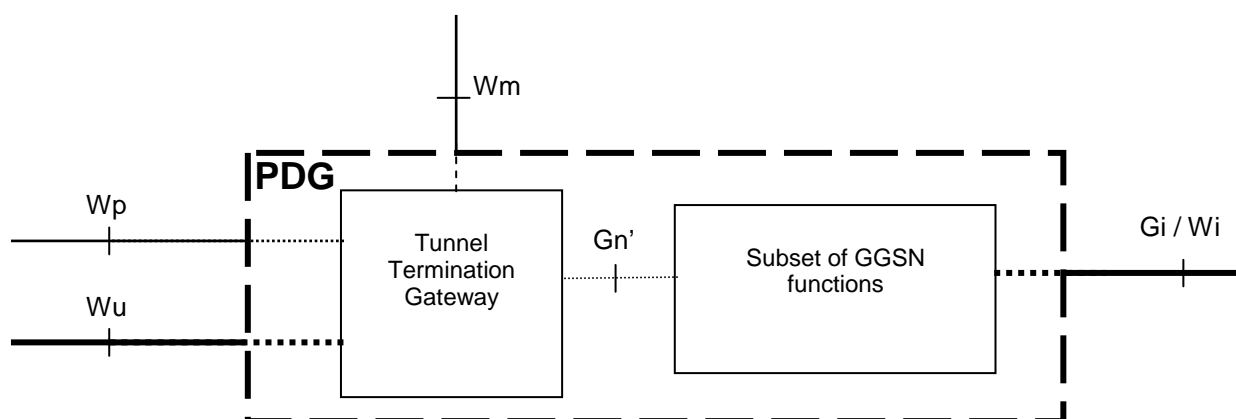 Wm
PDG
Wp
Tunnel
Termination
Gateway
Gn’
Subset of GGSN
functions
Gi / Wi
Wu